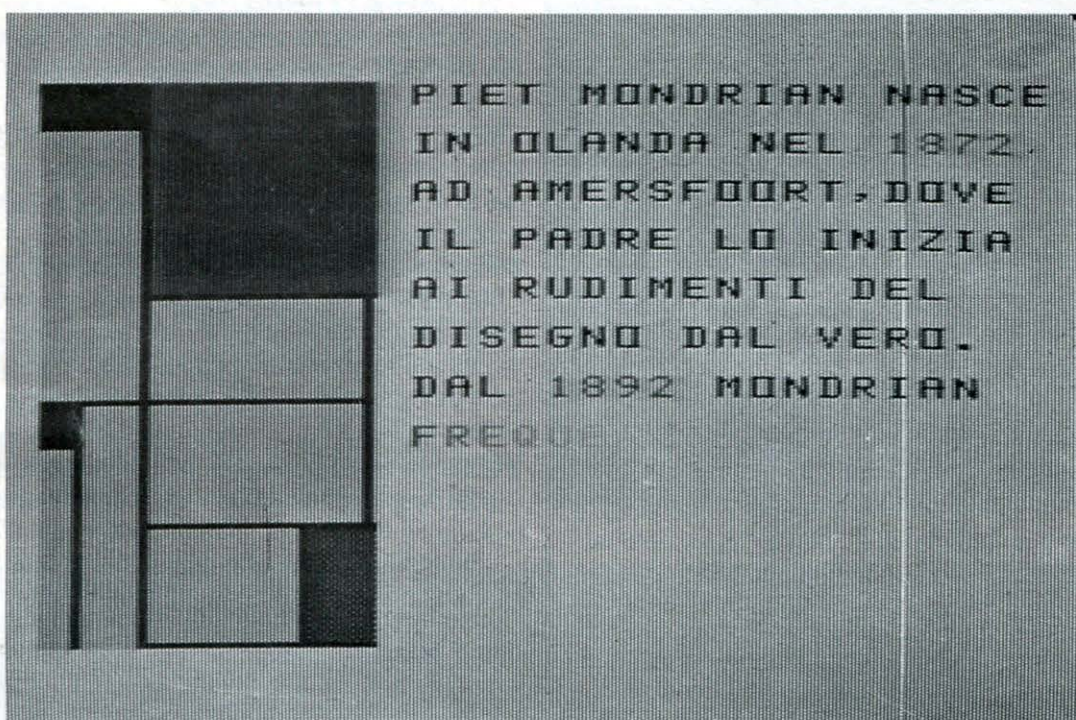 PIET MONDRIAN NASCE
IN OLANDA NEL 1872.
AD AMERSFOORT,DOVE
IL PADRE LO INIZIA
AI RUDIMENTI DEL
DISEGNO DAL VERO.
DAL 1892 MONDRIAN
FREQUE